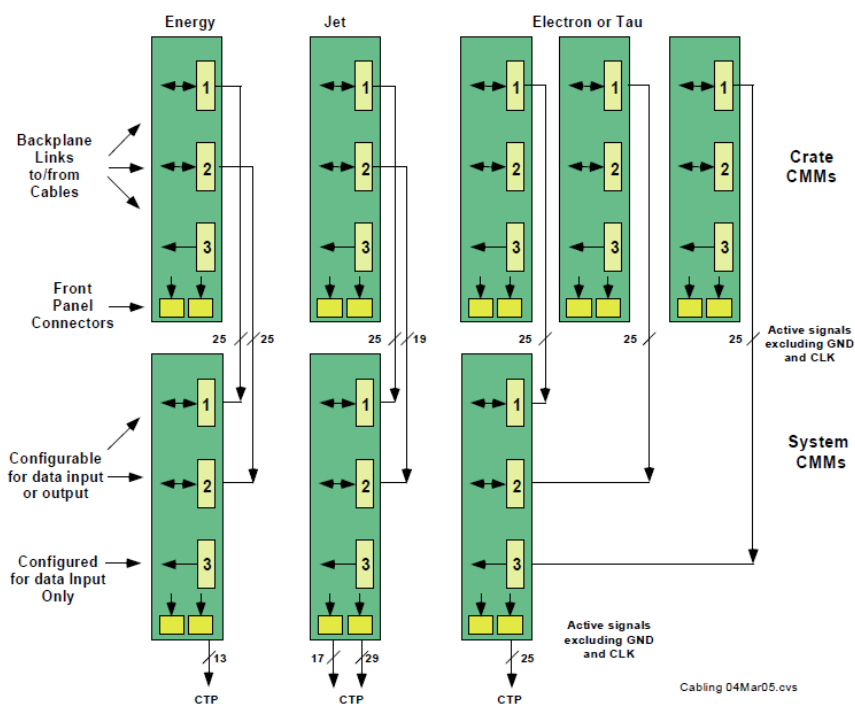 Energy
Jet
Electron or Tau
1
1
1
1
1
Backplane
Links
to/from
Cables
2
2
2
2
2
Crate
CMMs
3
3
3
3
3
Front
Panel
Connectors
25
25
25
19
25
25
25
Active signals
excluding GND
and CLK
1
1
1
Configurable
for data input
or output
2
2
2
System
CMMs
Configured
for data Input
Only
3
3
3
Active signals
excluding GND
and CLK
13
17
29
25
CTP
CTP
CTP
Cabling 04Mar05.cvs